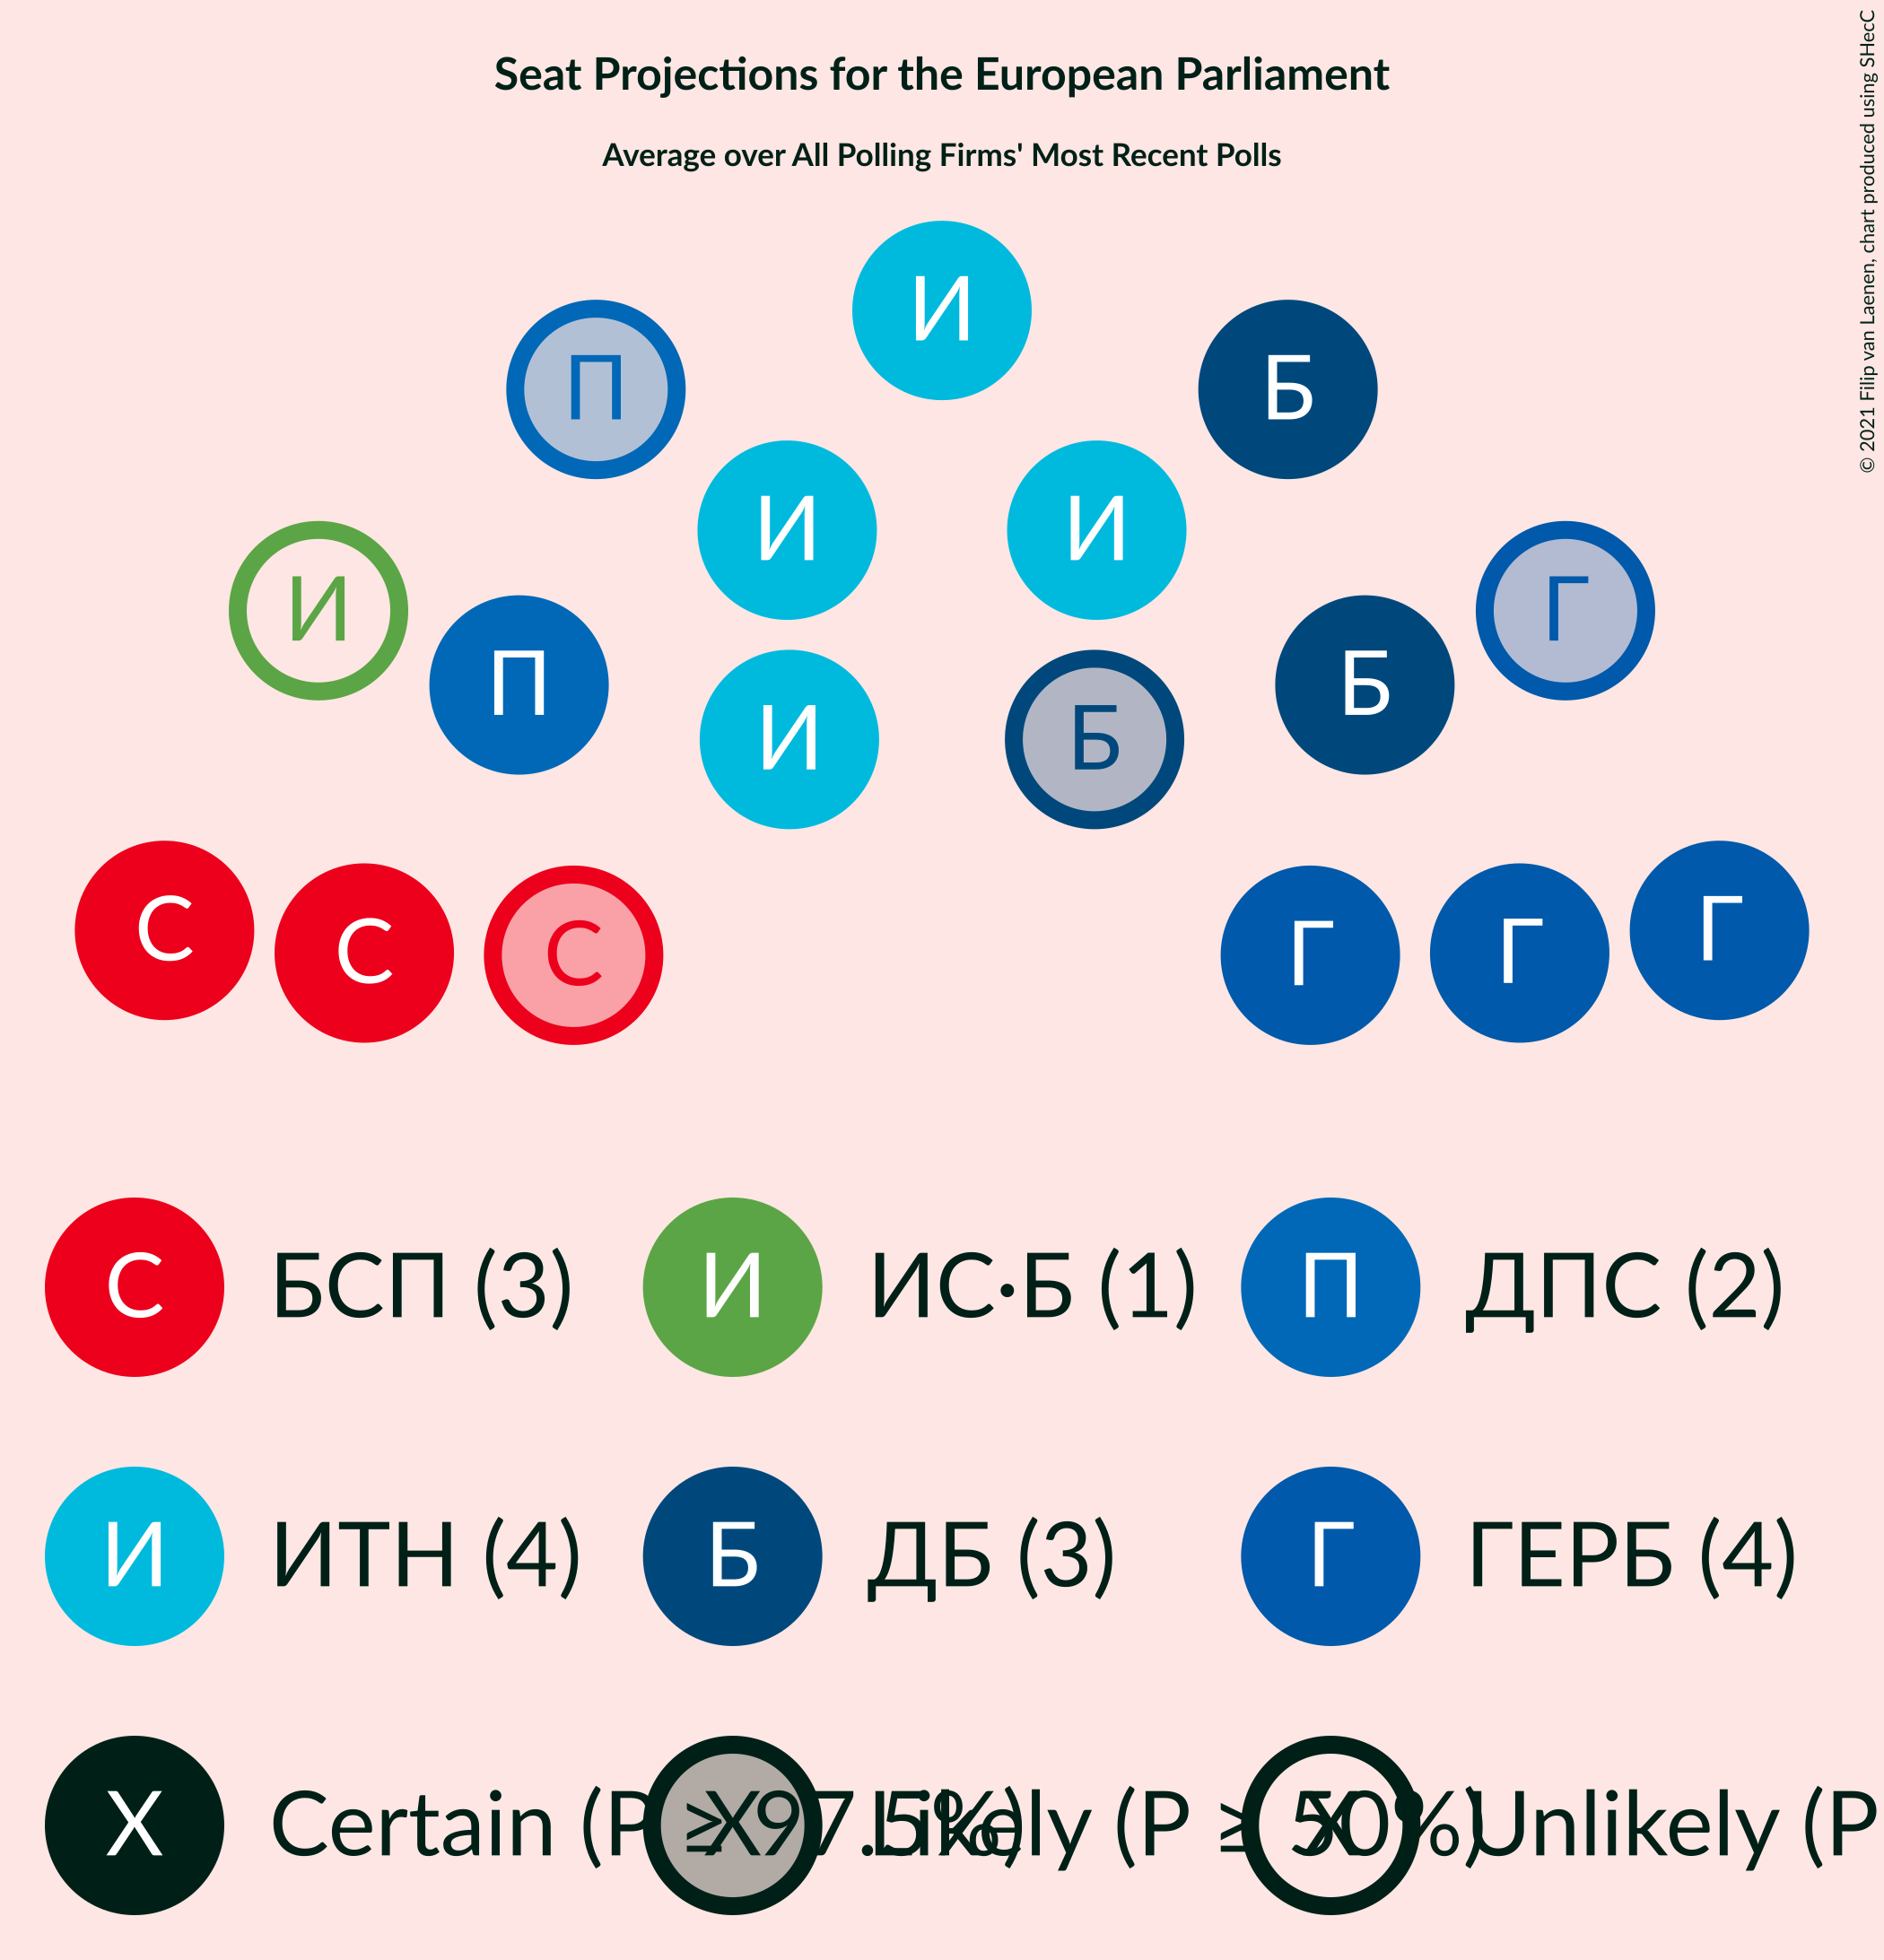 Seat Projections for the European Parliament
Average over All Polling Firms' Most Recent Polls
© 2021 Filip van Laenen, chart produced using SHecC
И
П
Б
И
И
И
Г
П
Б
И
Б
С
С
С
Г
Г
Г
С БСП (3) И ИС•Б (1) П ДПС (2)
И ИТН (4) Б ДБ (3) Г ГЕРБ (4)
X Certain (P ≥ 97.5%) X Likely (P ≥ 50%) X Unlikely (P